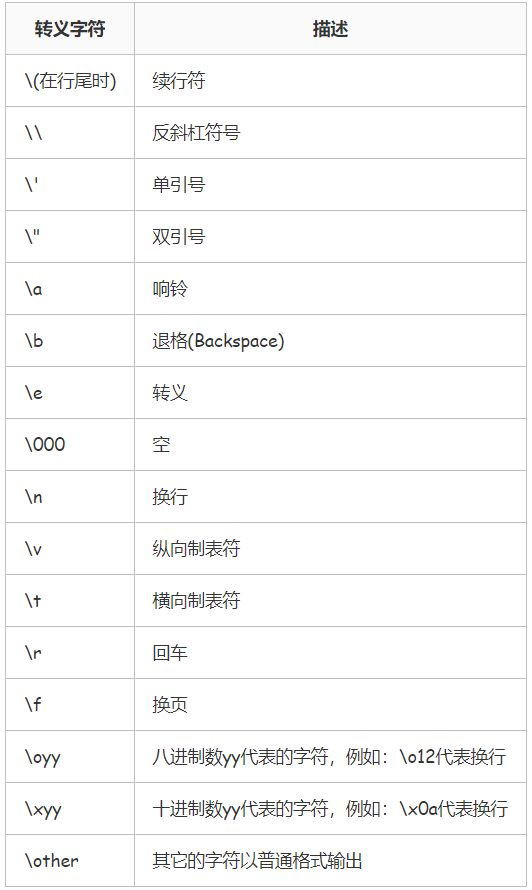 转义字符 描述
\(在行尾时) 续行符
\\ 反斜杠符号
\' 单引号
\" 双引号
\a 响铃
\b 退格(Backspace)
\e 转义
\000 空
\n 换行
\v 纵向制表符
\t 横向制表符
\r 回车
\f 换页
\oyy 八进制数yy代表的字符，例如：\o12代表换行
\xyy 十进制数yy代表的字符，例如：\x0a代表换行
\other 其它的字符以普通格式输出